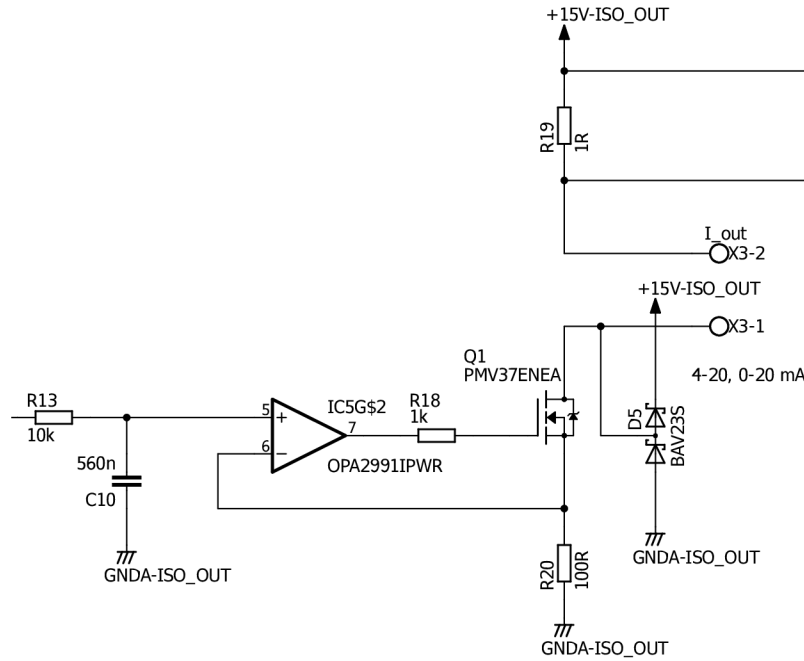 +15V-ISO_OUT
R19
1R
I_out
X3-2
+15V-ISO_OUT
X3-1
Q1
PMV37ENEA
4-20, 0-20 mA
R13
10k
5
+
6
−
7
IC5G$2
OPA2991IPWR
R18
1k
D5
BAV23S
560n
C10
GNDA-ISO_OUT
GNDA-ISO_OUT
R20
100R
GNDA-ISO_OUT